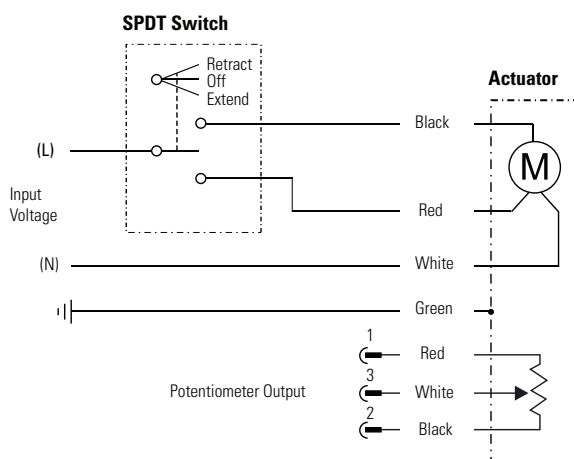 SPDT Switch
Retract
Off
Extend
Actuator
Black
(L)
M
Input
Voltage
Red
(N)
White
Green
1
Red
Potentiometer Output
3
White
2
Black